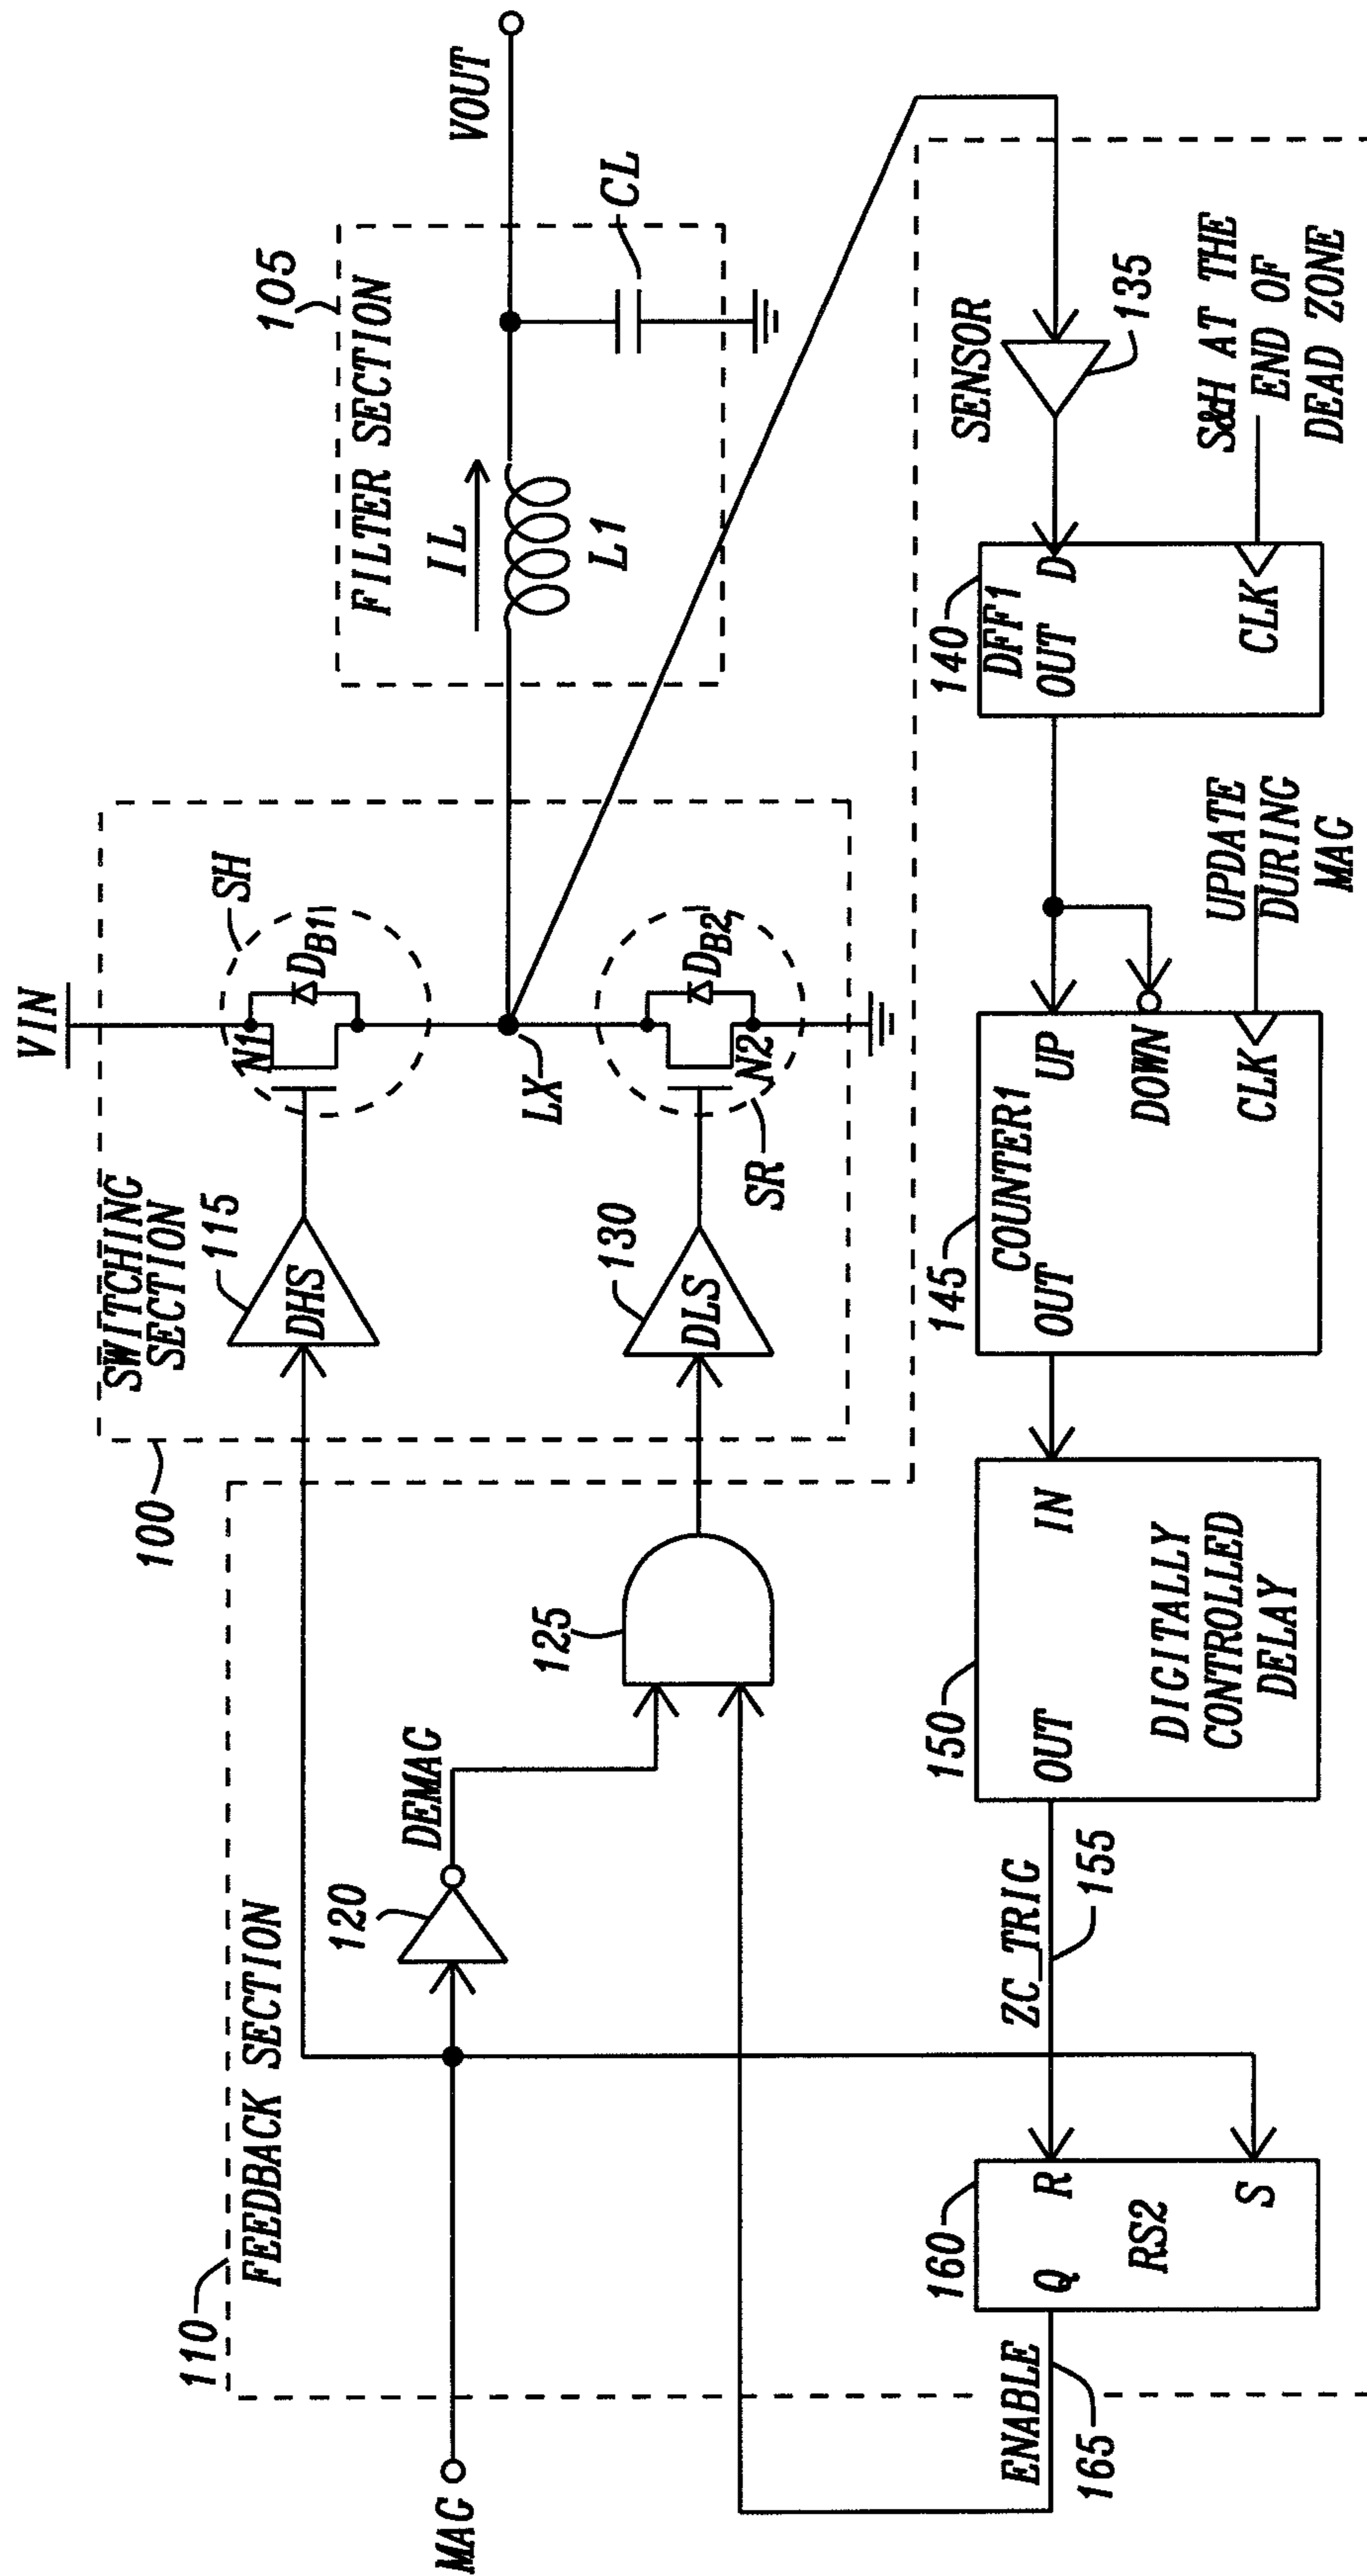 VIN
SWITCHING
SECTION
100
115
DHS
N1
DB1
SH
LX
130
DLS
N2
DB2
SR
105
FILTER SECTION
IL
L1
CL
VOUT
110
FEEDBACK SECTION
MAG
120
DEMAG
125
SENSOR
135
140
DFF1
OUT
D
CLK
S&H AT THE
END OF
DEAD ZONE
145
COUNTER1
OUT
UP
DOWN
CLK
UPDATE
DURING
MAG
150
OUT
IN
DIGITALLY
CONTROLLED
DELAY
ZC_TRIG
155
160
Q
R
RS2
S
ENABLE
165